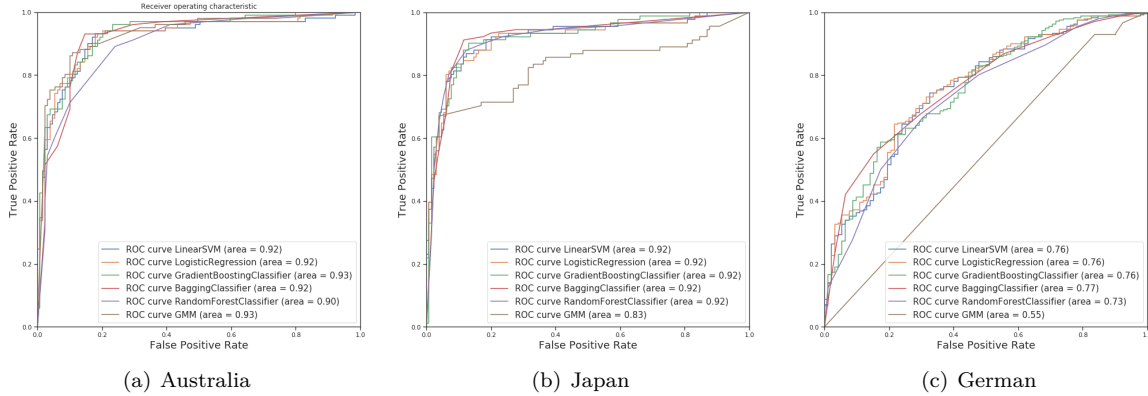 Receiver operating characteristic
1.0
0.8
0.6
0.4
0.2
0.0
True Positive Rate
ROC curve LinearSVM (area = 0.92)
ROC curve LogisticRegression (area = 0.92)
ROC curve GradientBoostingClassifier (area = 0.93)
ROC curve BaggingClassifier (area = 0.92)
ROC curve RandomForestClassifier (area = 0.90)
ROC curve GMM (area = 0.93)
0.0 0.2 0.4 0.6 0.8 1.0
False Positive Rate
(a) Australia
1.0
0.8
0.6
0.4
0.2
0.0
True Positive Rate
ROC curve LinearSVM (area = 0.92)
ROC curve LogisticRegression (area = 0.92)
ROC curve GradientBoostingClassifier (area = 0.92)
ROC curve BaggingClassifier (area = 0.92)
ROC curve RandomForestClassifier (area = 0.92)
ROC curve GMM (area = 0.83)
0.0 0.2 0.4 0.6 0.8 1.0
False Positive Rate
(b) Japan
1.0
0.8
0.6
0.4
0.2
0.0
True Positive Rate
ROC curve LinearSVM (area = 0.76)
ROC curve LogisticRegression (area = 0.76)
ROC curve GradientBoostingClassifier (area = 0.76)
ROC curve BaggingClassifier (area = 0.77)
ROC curve RandomForestClassifier (area = 0.73)
ROC curve GMM (area = 0.55)
0.0 0.2 0.4 0.6 0.8 1.0
False Positive Rate
(c) German